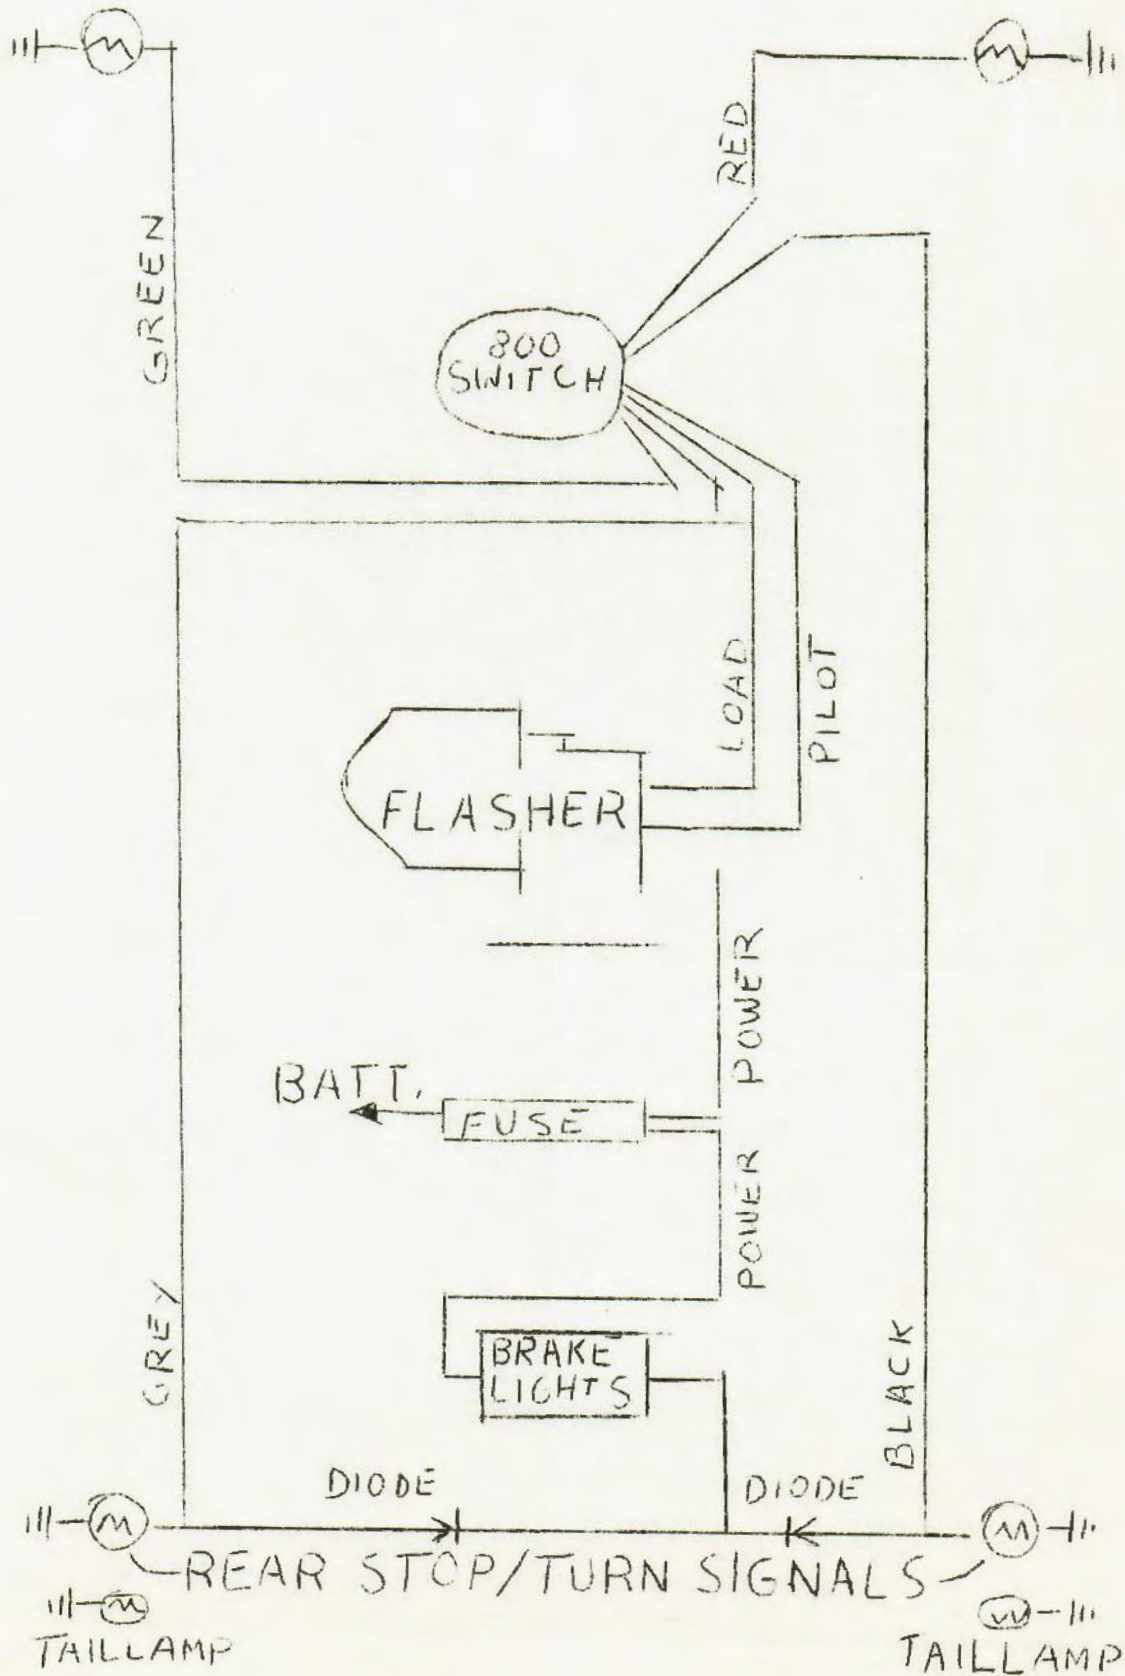 RED
GREEN
800
SWITCH
LOAD
PILOT
FLASHER
POWER
BATT.
FUSE
POWER
GREY
BRAKE
LIGHTS
BLACK
DIODE
DIODE
REAR STOP/TURN SIGNALS
TAILLAMP
TAILLAMP